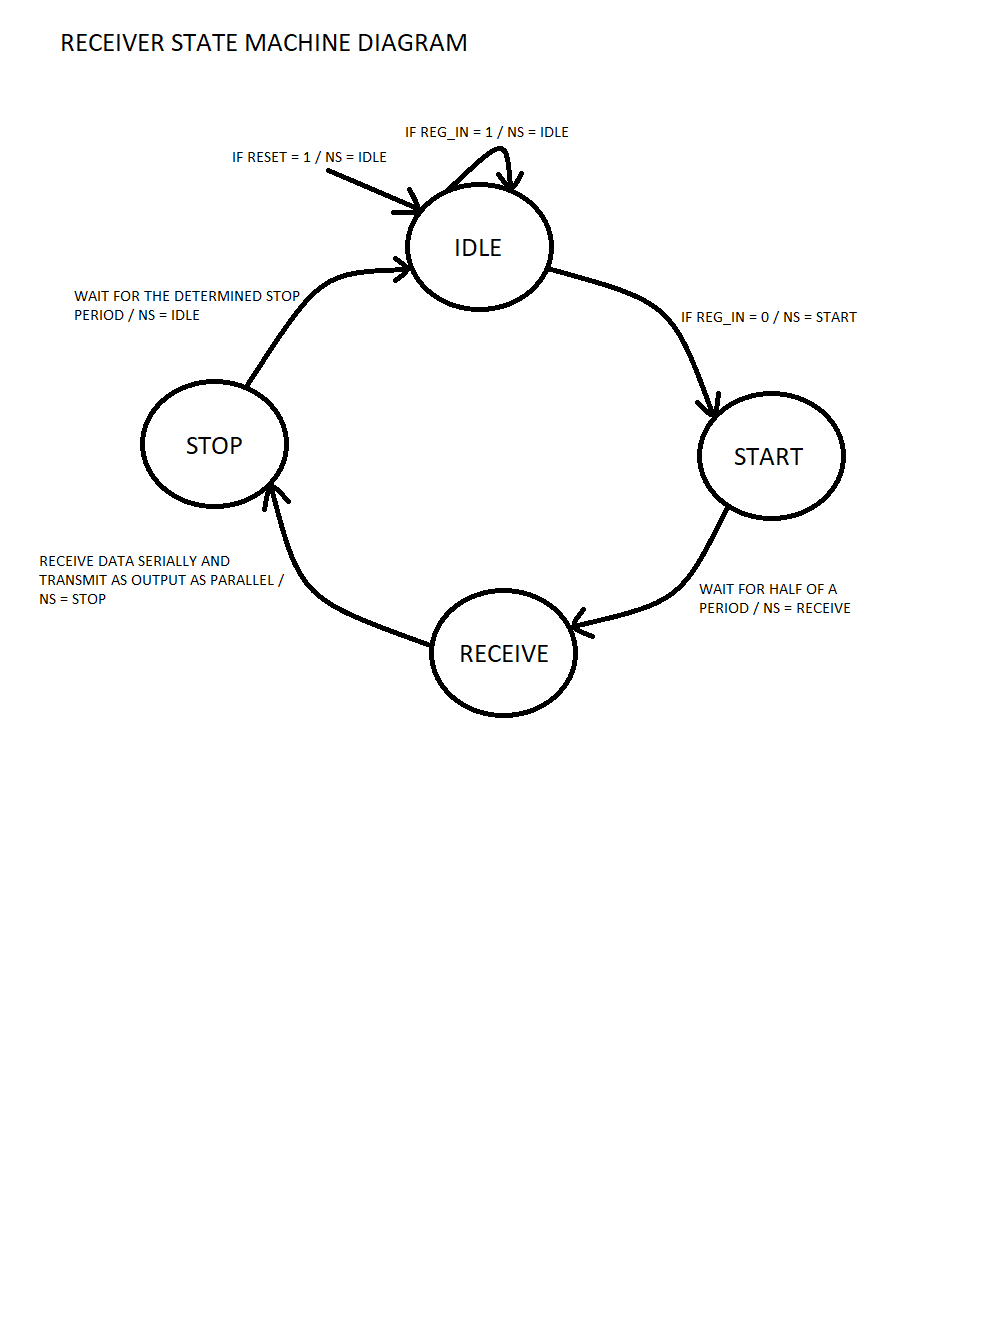 RECEIVER STATE MACHINE DIAGRAM
IF REG_IN = 1 / NS = IDLE
IF RESET = 1 / NS = IDLE
IDLE
WAIT FOR THE DETERMINED STOP
PERIOD / NS = IDLE
IF REG_IN = 0 / NS = START
STOP
START
RECEIVE DATA SERIALLY AND
TRANSMIT AS OUTPUT AS PARALLEL /
NS = STOP
WAIT FOR HALF OF A
PERIOD / NS = RECEIVE
RECEIVE